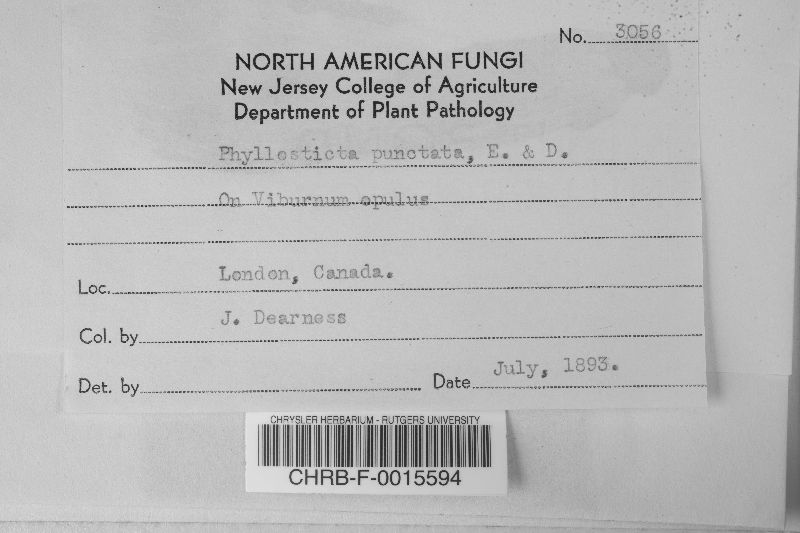 No. 3056
NORTH AMERICAN FUNGI
New Jersey College of Agriculture
Department of Plant Pathology
Phyllosticta punctata, E. & D.
On Viburnum opulus
Loc. London, Canada.
Col. by J. Dearness
Det. by Date July, 1893.
CHRYSLER HERBARIUM - RUTGERS UNIVERSITY
CHRB-F-0015594